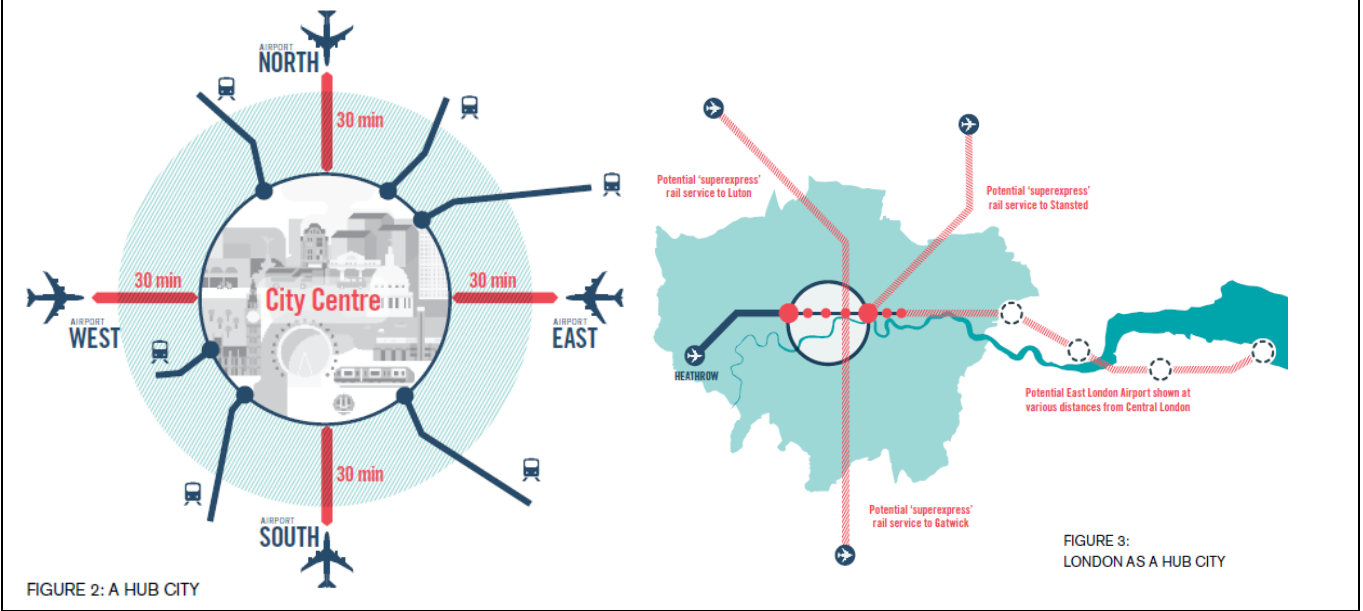 AIRPORT
NORTH
30 min
30 min
City Centre
30 min
AIRPORT
WEST
AIRPORT
EAST
30 min
AIRPORT
SOUTH
FIGURE 2: A HUB CITY
Potential ‘superexpress’
rail service to Luton
Potential ‘superexpress’
rail service to Stansted
HEATHROW
Potential East London Airport shown at
various distances from Central London
Potential ‘superexpress’
rail service to Gatwick
FIGURE 3:
LONDON AS A HUB CITY